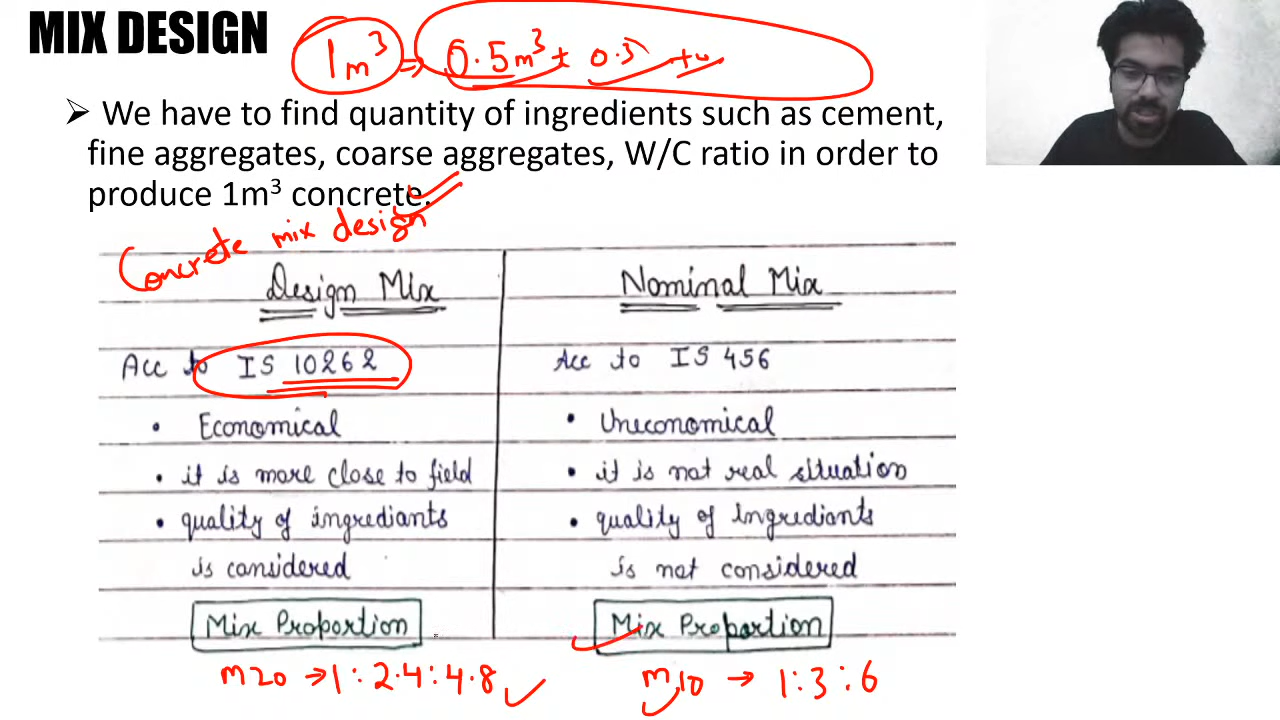 MIX DESIGN
1m³ ⇒ 0.5m³ + 0.3 +
➢ We have to find quantity of ingredients such as cement,
fine aggregates, coarse aggregates, W/C ratio in order to
produce 1m³ concrete.
Concrete mix design
Design Mix
Nominal Mix
Acc to IS 10262
Acc to IS 456
• Economical
• Uneconomical
• it is more close to field
• it is not real situation
• quality of ingrediants
• quality of Ingrediants
is considered
is not considered
Mix Proportion
Mix Proportion
M20 → 1:2.4:4.8
M10 → 1:3:6